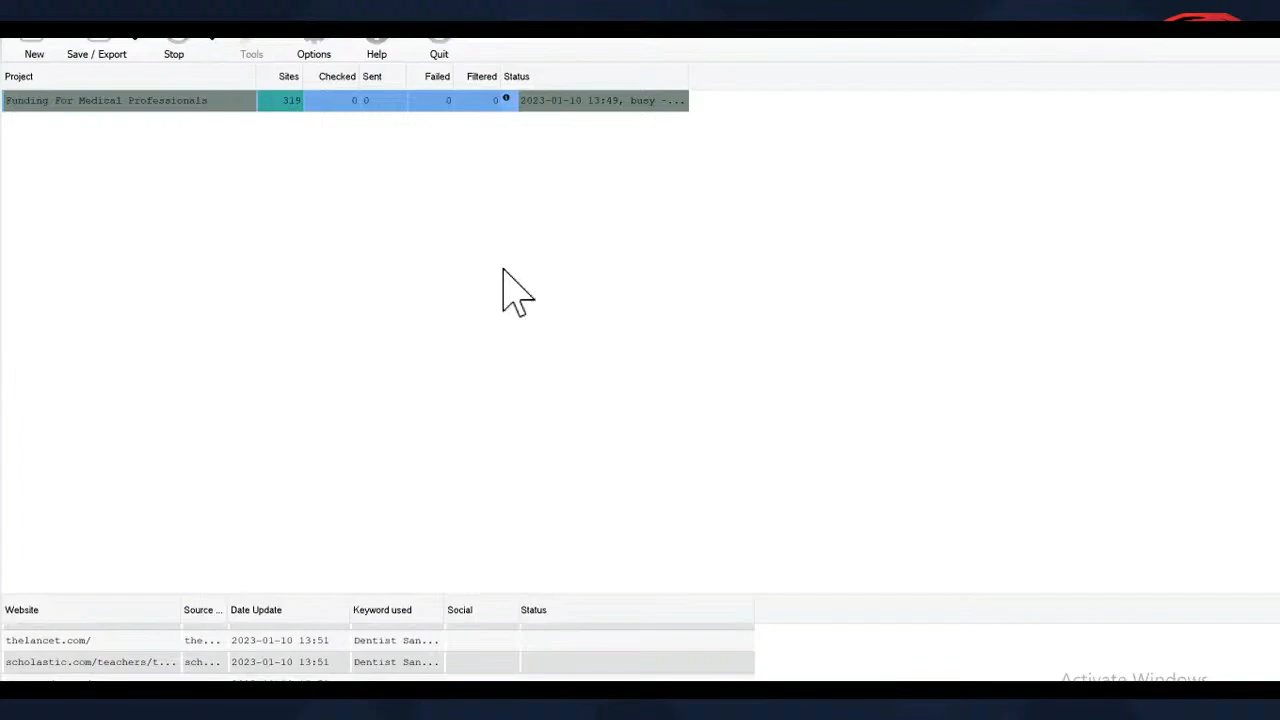 New Save / Export Stop Tools Options Help Quit
Project Sites Checked Sent Failed Filtered Status
Funding For Medical Professionals 319 0 0 0 0 2023-01-10 13:49, busy -...
Website Source ... Date Update Keyword used Social Status
thelancet.com/ the... 2023-01-10 13:51 Dentist San...
scholastic.com/teachers/t... sch... 2023-01-10 13:51 Dentist San...
Activate Windows